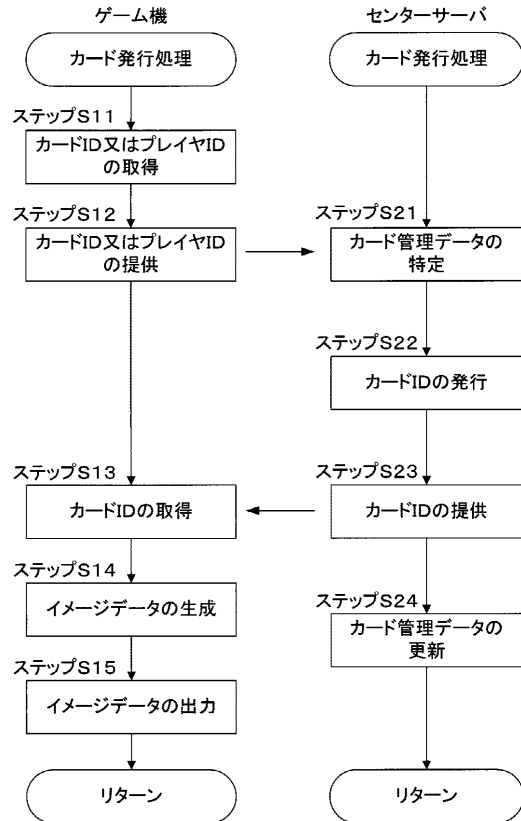 ゲーム機
センターサーバ
カード発行処理
カード発行処理
ステップS11
カードID又はプレイヤID
の取得
ステップS12
カードID又はプレイヤID
の提供
ステップS21
カード管理データの
特定
ステップS22
カードIDの発行
ステップS13
カードIDの取得
ステップS23
カードIDの提供
ステップS14
イメージデータの生成
ステップS24
カード管理データの
更新
ステップS15
イメージデータの出力
リターン
リターン